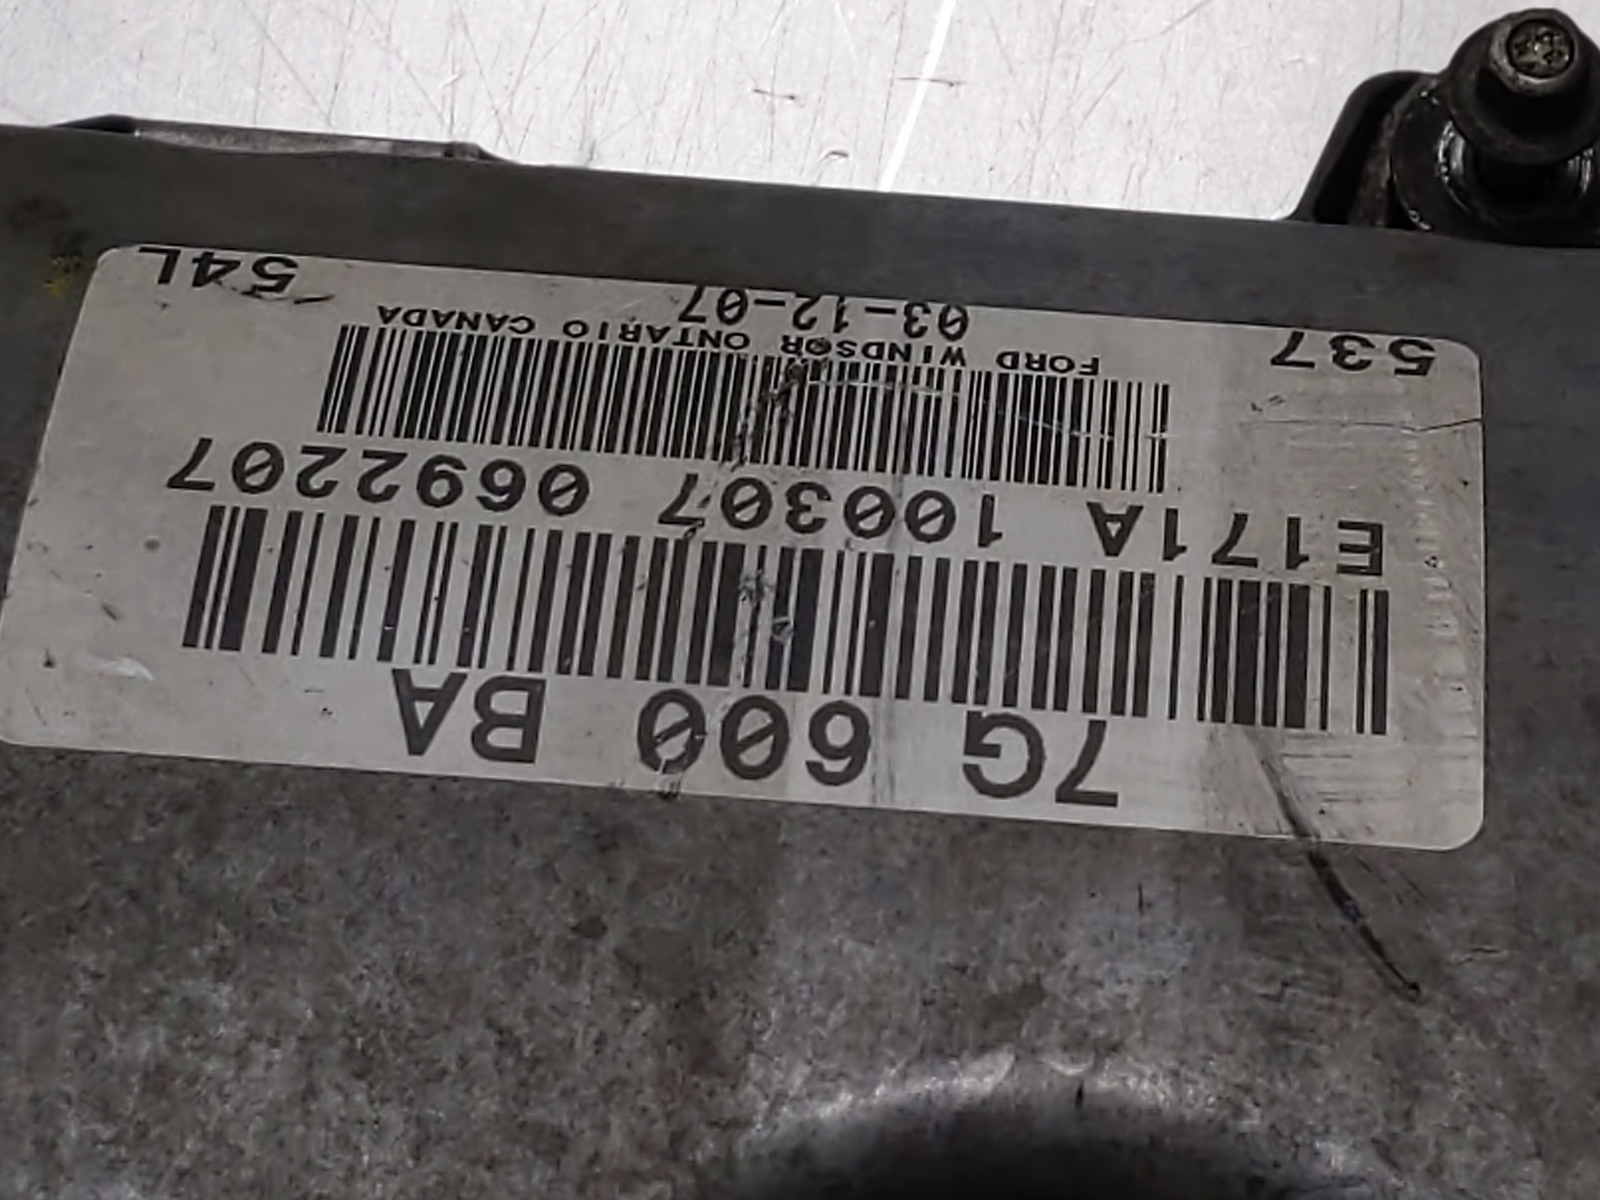 7G 600 BA
E171A 100307 0692207
FORD WINDSOR ONTARIO CANADA
537 03-12-07 54L